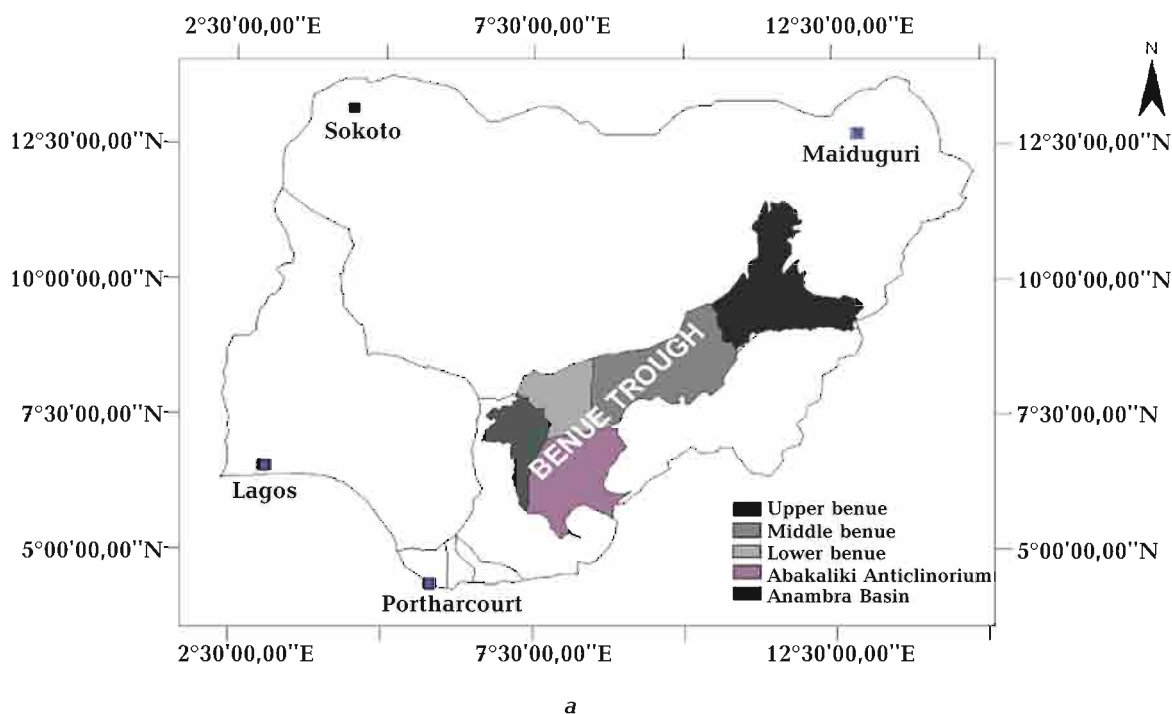 2°30'00,00"E 7°30'00,00"E 12°30'00,00"E
N
Sokoto
12°30'00,00"N 12°30'00,00"N
Maiduguri
10°00'00,00"N 10°00'00,00"N
BENUE TROUGH
7°30'00,00"N 7°30'00,00"N
Lagos
Upper benue
Middle benue
Lower benue
5°00'00,00"N 5°00'00,00"N
Abakaliki Anticlinorium
Anambra Basin
Portharcourt
2°30'00,00"E 7°30'00,00"E 12°30'00,00"E
a